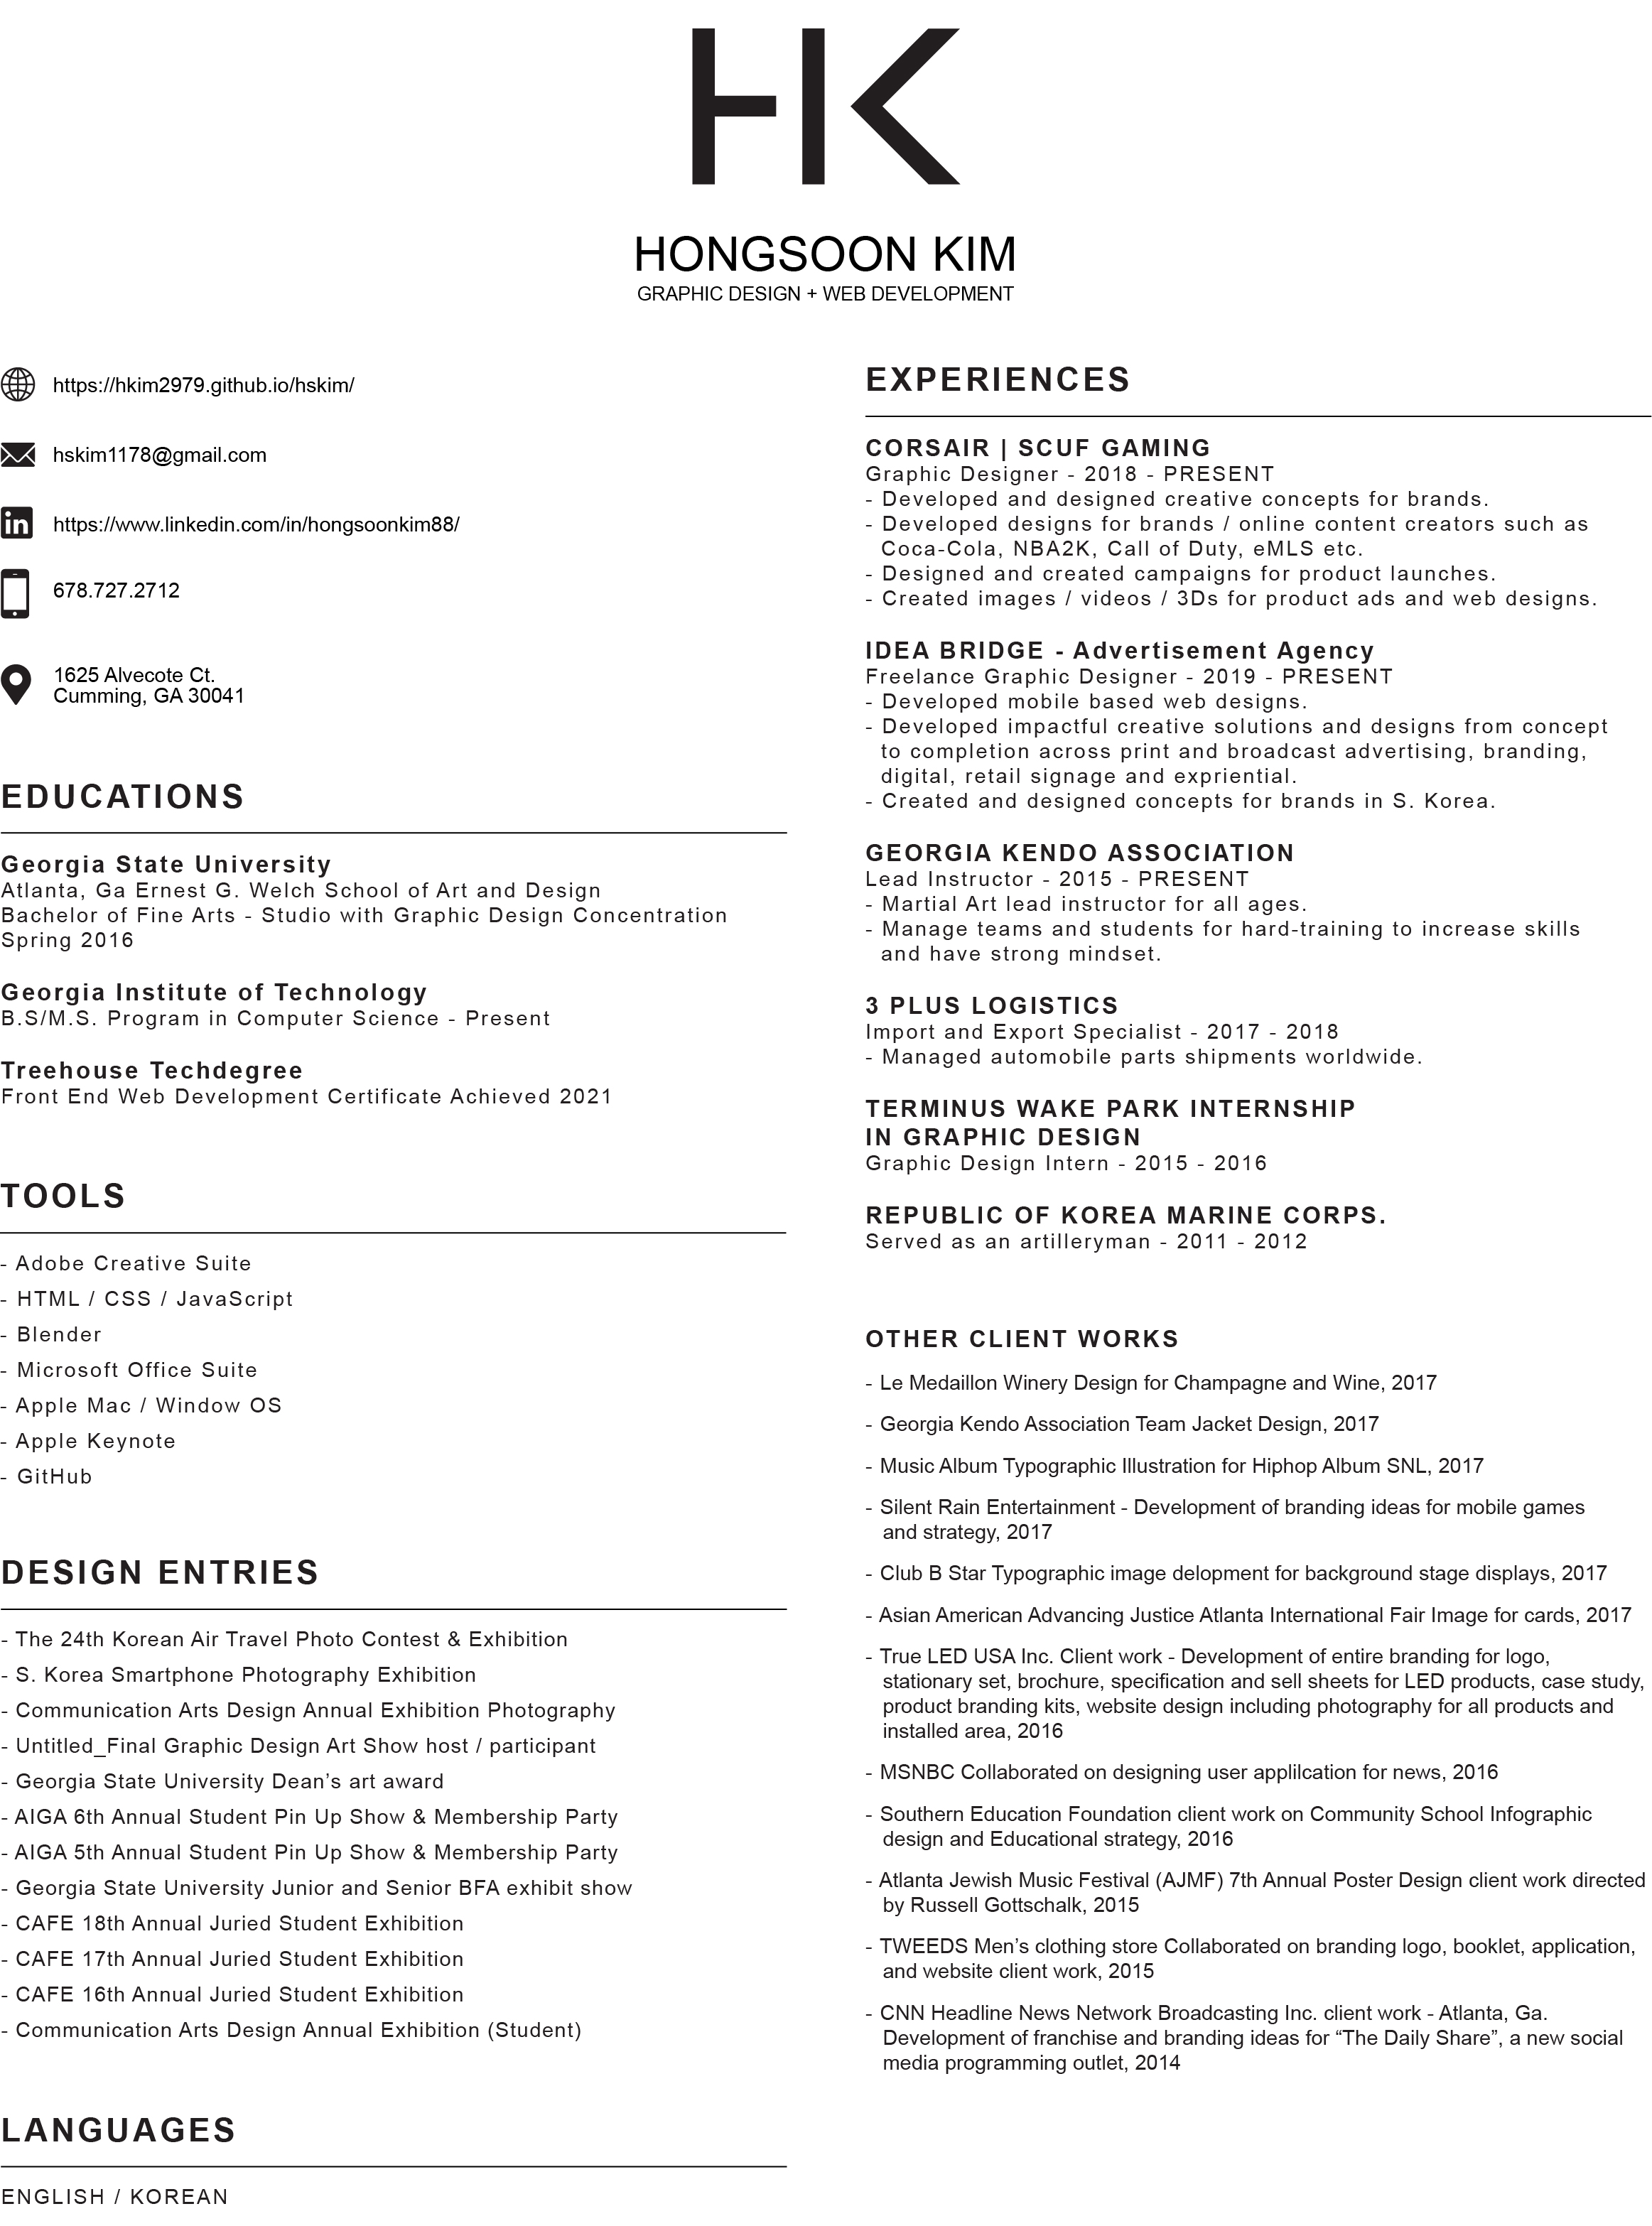 HK
HONGSOON KIM
GRAPHIC DESIGN + WEB DEVELOPMENT
https://hkim2979.github.io/hskim/
hskim1178@gmail.com
in
https://www.linkedin.com/in/hongsoonkim88/
678.727.2712
1625 Alvecote Ct.
Cumming, GA 30041
EDUCATIONS
Georgia State University
Atlanta, Ga Ernest G. Welch School of Art and Design
Bachelor of Fine Arts - Studio with Graphic Design Concentration
Spring 2016
Georgia Institute of Technology
B.S/M.S. Program in Computer Science - Present
Treehouse Techdegree
Front End Web Development Certificate Achieved 2021
TOOLS
- Adobe Creative Suite
- HTML / CSS / JavaScript
- Blender
- Microsoft Office Suite
- Apple Mac / Window OS
- Apple Keynote
- GitHub
DESIGN ENTRIES
- The 24th Korean Air Travel Photo Contest & Exhibition
- S. Korea Smartphone Photography Exhibition
- Communication Arts Design Annual Exhibition Photography
- Untitled_Final Graphic Design Art Show host / participant
- Georgia State University Dean’s art award
- AIGA 6th Annual Student Pin Up Show & Membership Party
- AIGA 5th Annual Student Pin Up Show & Membership Party
- Georgia State University Junior and Senior BFA exhibit show
- CAFE 18th Annual Juried Student Exhibition
- CAFE 17th Annual Juried Student Exhibition
- CAFE 16th Annual Juried Student Exhibition
- Communication Arts Design Annual Exhibition (Student)
LANGUAGES
ENGLISH / KOREAN
EXPERIENCES
CORSAIR | SCUF GAMING
Graphic Designer - 2018 - PRESENT
- Developed and designed creative concepts for brands.
- Developed designs for brands / online content creators such as
Coca-Cola, NBA2K, Call of Duty, eMLS etc.
- Designed and created campaigns for product launches.
- Created images / videos / 3Ds for product ads and web designs.
IDEA BRIDGE - Advertisement Agency
Freelance Graphic Designer - 2019 - PRESENT
- Developed mobile based web designs.
- Developed impactful creative solutions and designs from concept
to completion across print and broadcast advertising, branding,
digital, retail signage and expriential.
- Created and designed concepts for brands in S. Korea.
GEORGIA KENDO ASSOCIATION
Lead Instructor - 2015 - PRESENT
- Martial Art lead instructor for all ages.
- Manage teams and students for hard-training to increase skills
and have strong mindset.
3 PLUS LOGISTICS
Import and Export Specialist - 2017 - 2018
- Managed automobile parts shipments worldwide.
TERMINUS WAKE PARK INTERNSHIP
IN GRAPHIC DESIGN
Graphic Design Intern - 2015 - 2016
REPUBLIC OF KOREA MARINE CORPS.
Served as an artilleryman - 2011 - 2012
OTHER CLIENT WORKS
- Le Medaillon Winery Design for Champagne and Wine, 2017
- Georgia Kendo Association Team Jacket Design, 2017
- Music Album Typographic Illustration for Hiphop Album SNL, 2017
- Silent Rain Entertainment - Development of branding ideas for mobile games
and strategy, 2017
- Club B Star Typographic image delopment for background stage displays, 2017
- Asian American Advancing Justice Atlanta International Fair Image for cards, 2017
- True LED USA Inc. Client work - Development of entire branding for logo,
stationary set, brochure, specification and sell sheets for LED products, case study,
product branding kits, website design including photography for all products and
installed area, 2016
- MSNBC Collaborated on designing user applilcation for news, 2016
- Southern Education Foundation client work on Community School Infographic
design and Educational strategy, 2016
- Atlanta Jewish Music Festival (AJMF) 7th Annual Poster Design client work directed
by Russell Gottschalk, 2015
- TWEEDS Men’s clothing store Collaborated on branding logo, booklet, application,
and website client work, 2015
- CNN Headline News Network Broadcasting Inc. client work - Atlanta, Ga.
Development of franchise and branding ideas for “The Daily Share”, a new social
media programming outlet, 2014